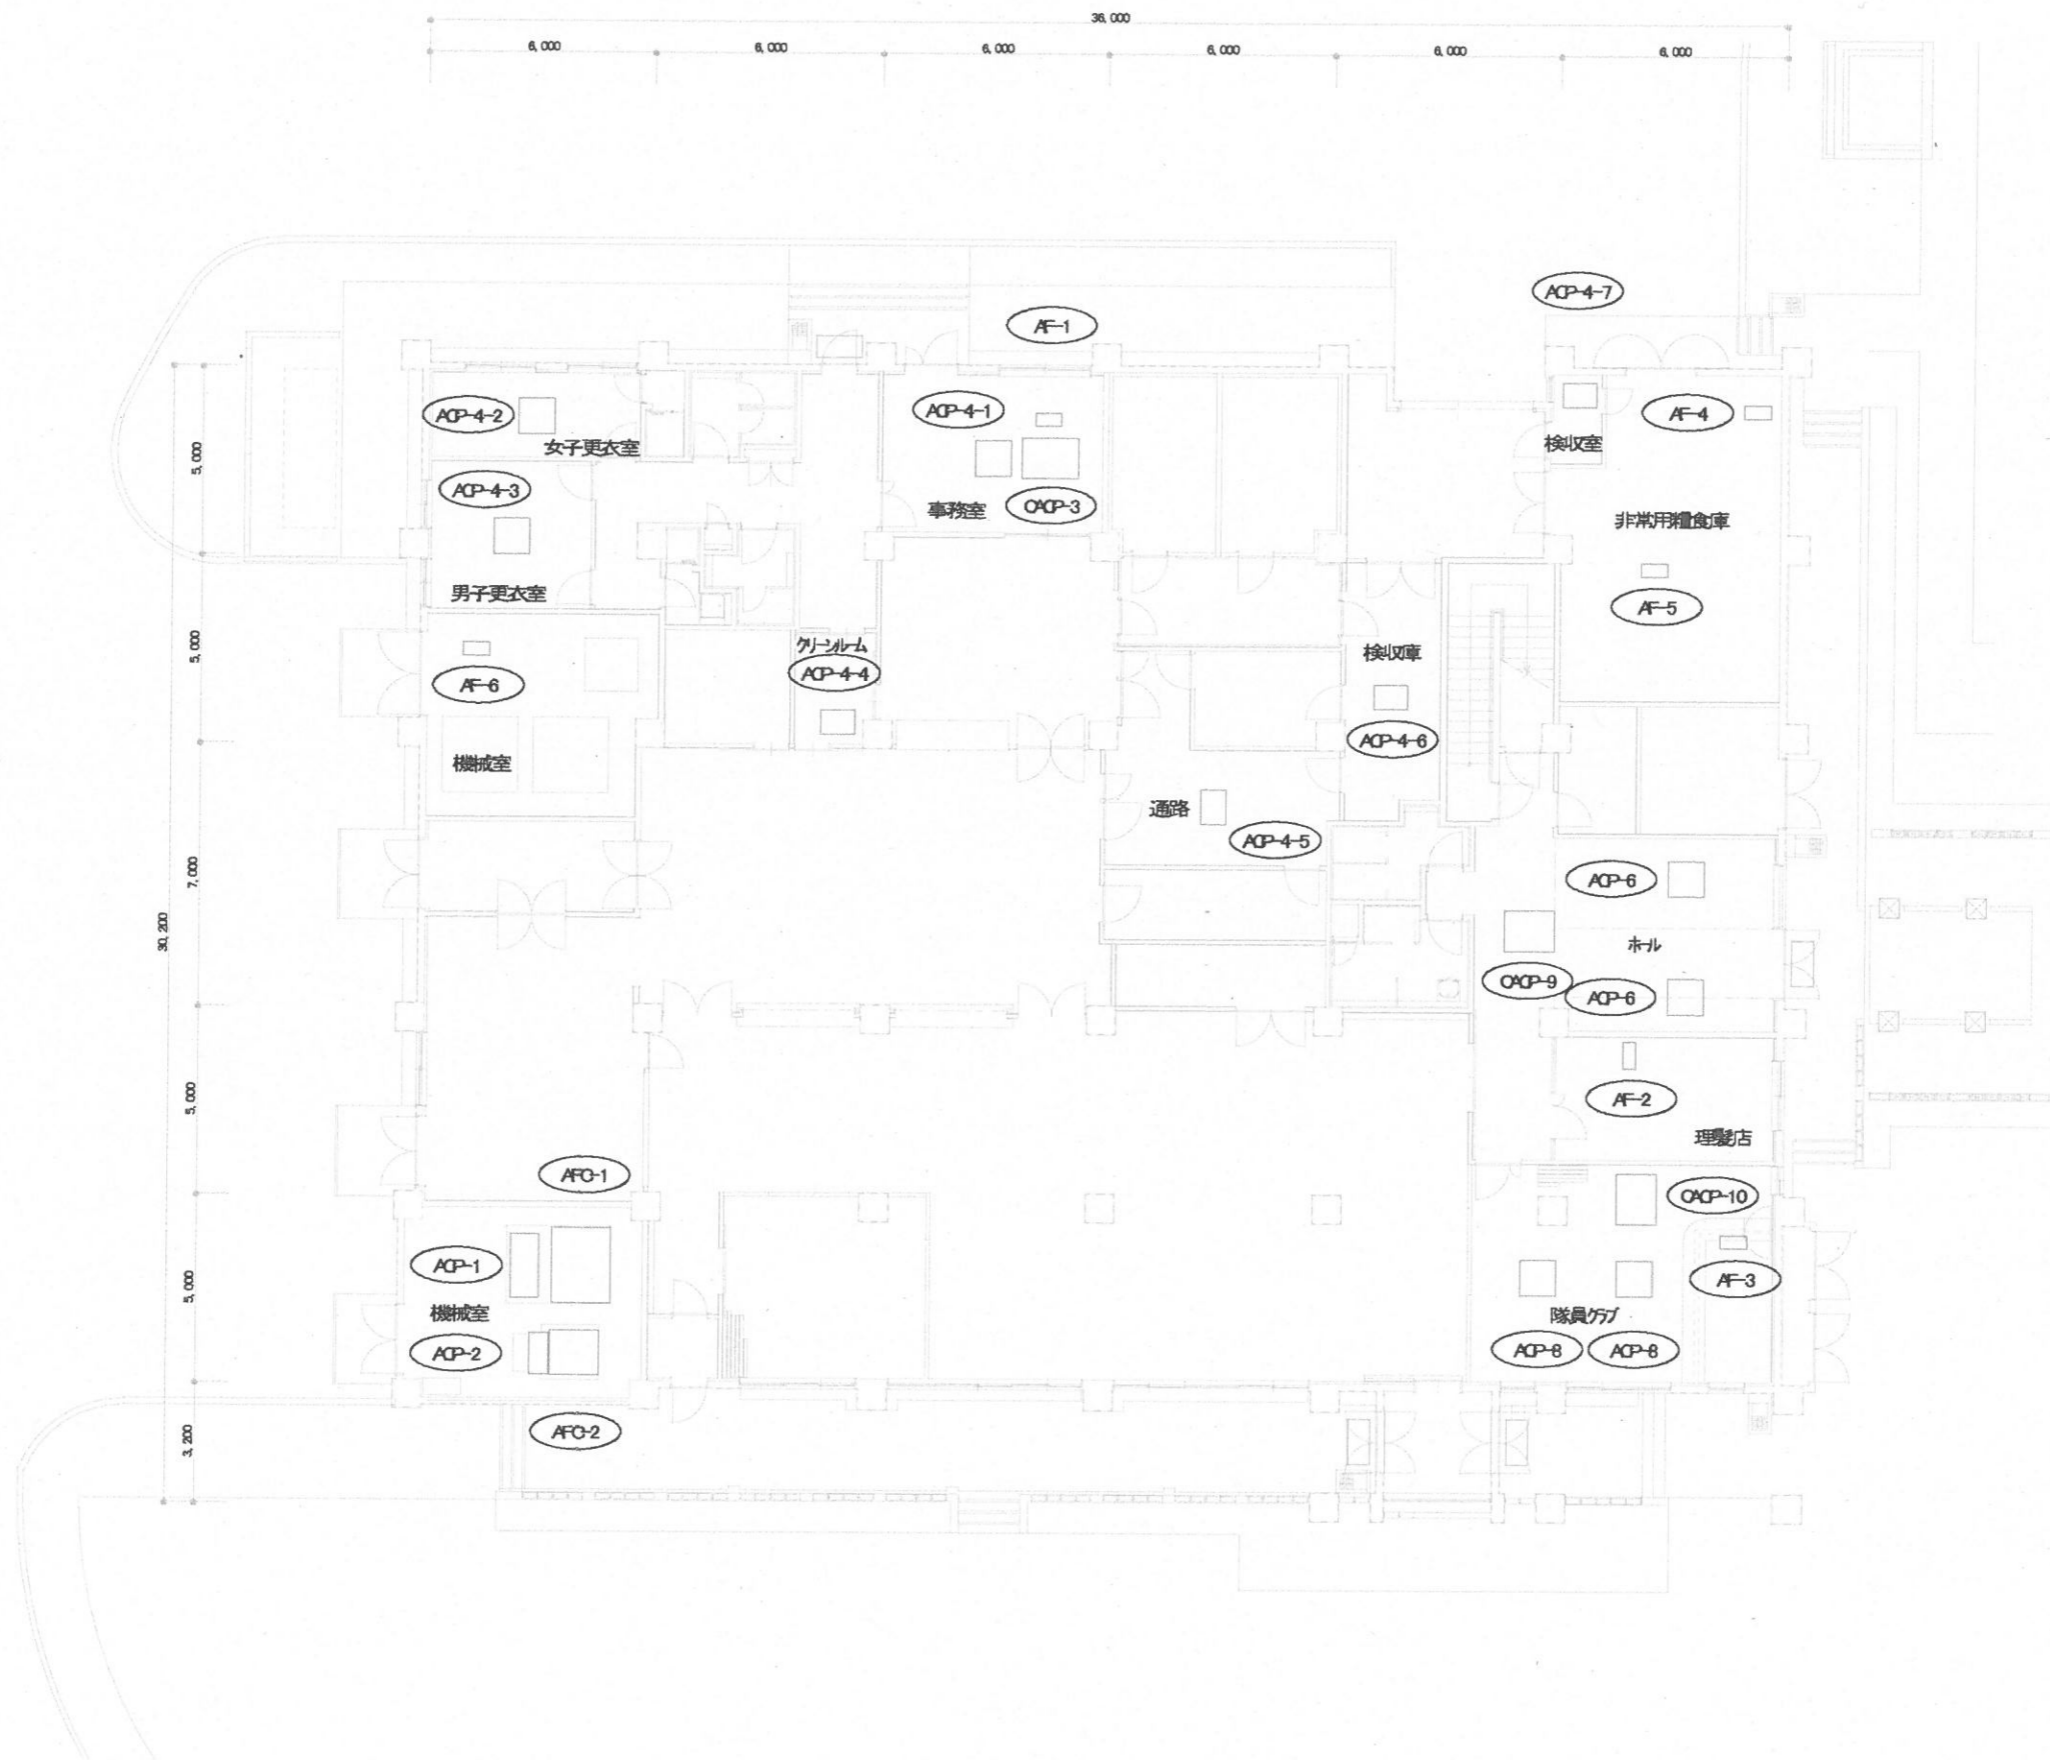 36,000
6,000 6,000 6,000 6,000 6,000 6,000
ACP-4-7
AF-1
ACP-4-2
女子更衣室
ACP-4-1
AF-4
検収室
5,000
ACP-4-3
事務室
OACP-3
非常用糧食庫
男子更衣室
AF-5
5,000
クリーンルーム
ACP-4-4
検収庫
AF-6
ACP-4-6
機械室
通路
ACP-4-5
7,000
ACP-6
30,200
ホール
OACP-9
ACP-6
5,000
AF-2
理髪店
AFC-1
OACP-10
ACP-1
AF-3
5,000
機械室
隊員クラブ
ACP-2
ACP-8 ACP-8
AFC-2
3,200